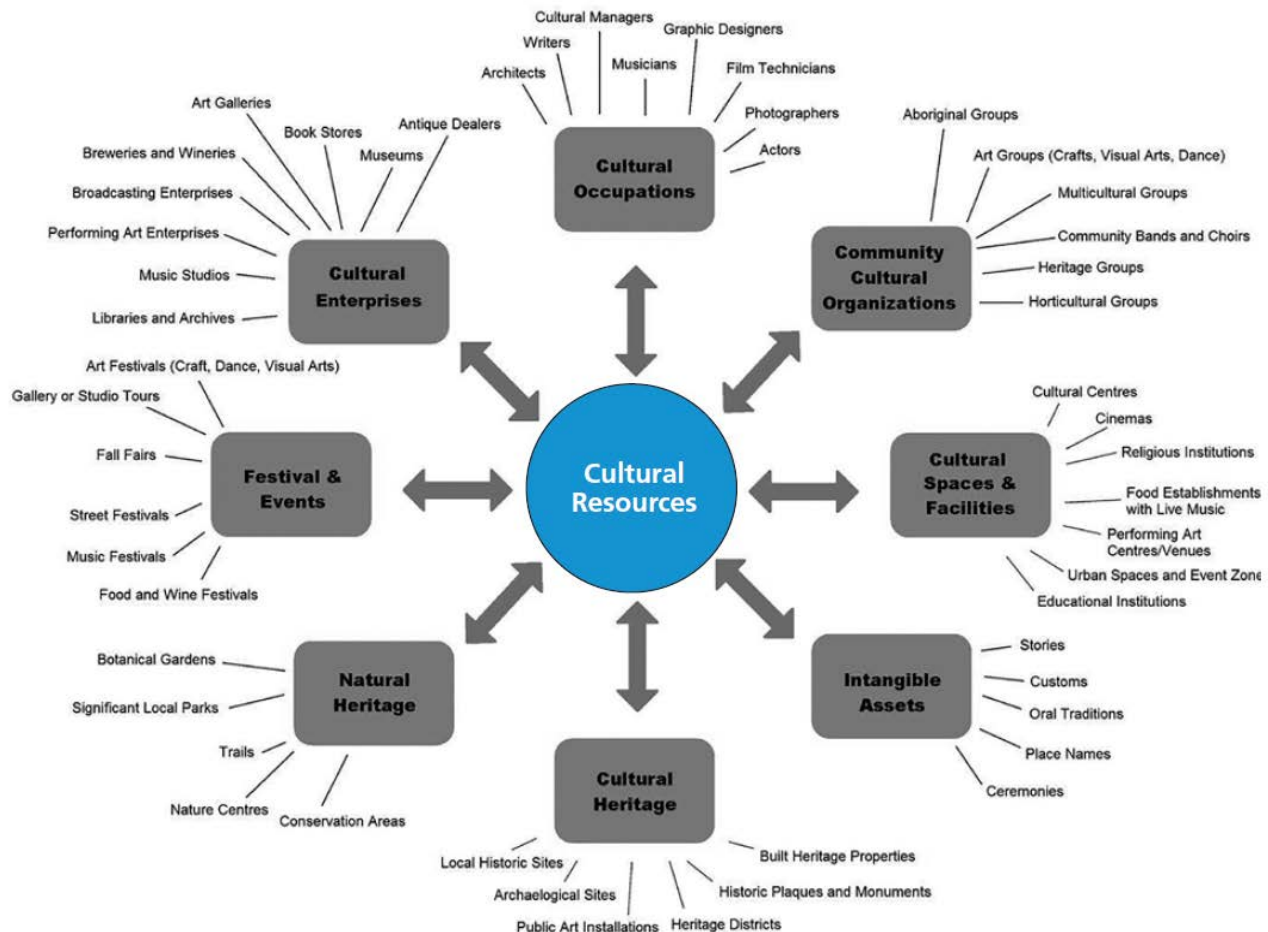 Cultural Managers
Graphic Designers
Writers
Musicians
Architects
Film Technicians
Photographers
Actors
Cultural
Occupations
Aboriginal Groups
Art Groups (Crafts, Visual Arts, Dance)
Multicultural Groups
Community Bands and Choirs
Heritage Groups
Horticultural Groups
Community
Cultural
Organizations
Cultural Centres
Cinemas
Religious Institutions
Food Establishments
with Live Music
Performing Art
Centres/Venues
Urban Spaces and Event Zone
Educational Institutions
Cultural
Spaces &
Facilities
Stories
Customs
Oral Traditions
Place Names
Ceremonies
Intangible
Assets
Cultural
Heritage
Built Heritage Properties
Historic Plaques and Monuments
Heritage Districts
Public Art Installations
Archaelogical Sites
Local Historic Sites
Natural
Heritage
Botanical Gardens
Significant Local Parks
Trails
Nature Centres
Conservation Areas
Festival &
Events
Art Festivals (Craft, Dance, Visual Arts)
Gallery or Studio Tours
Fall Fairs
Street Festivals
Music Festivals
Food and Wine Festivals
Cultural
Enterprises
Art Galleries
Book Stores
Antique Dealers
Museums
Breweries and Wineries
Broadcasting Enterprises
Performing Art Enterprises
Music Studios
Libraries and Archives
Cultural
Resources